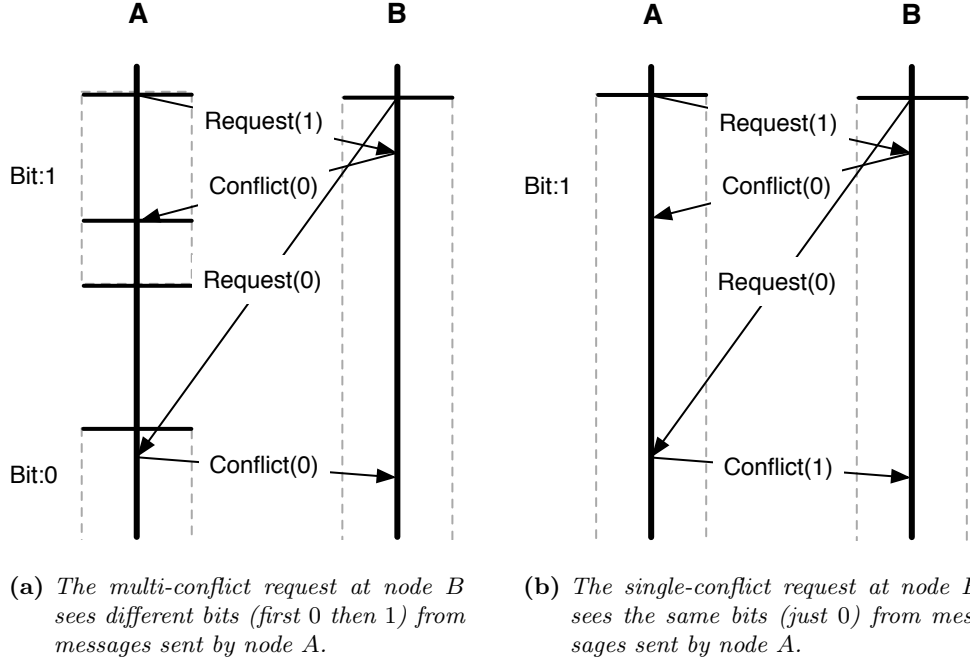 A
B
A
B
Request(1)
Request(1)
Bit:1
Conflict(0)
Bit:1
Conflict(0)
Request(0)
Request(0)
Bit:0
Conflict(0)
Conflict(1)
(a) The multi-conflict request at node B
sees different bits (first 0 then 1) from
messages sent by node A.
(b) The single-conflict request at node
sees the same bits (just 0) from mes
sages sent by node A.